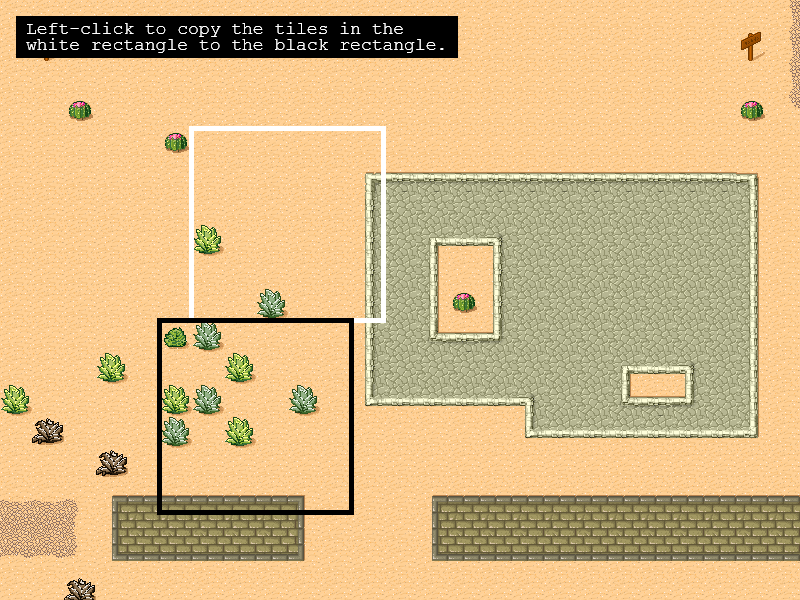 Left-click to copy the tiles in the
white rectangle to the black rectangle.